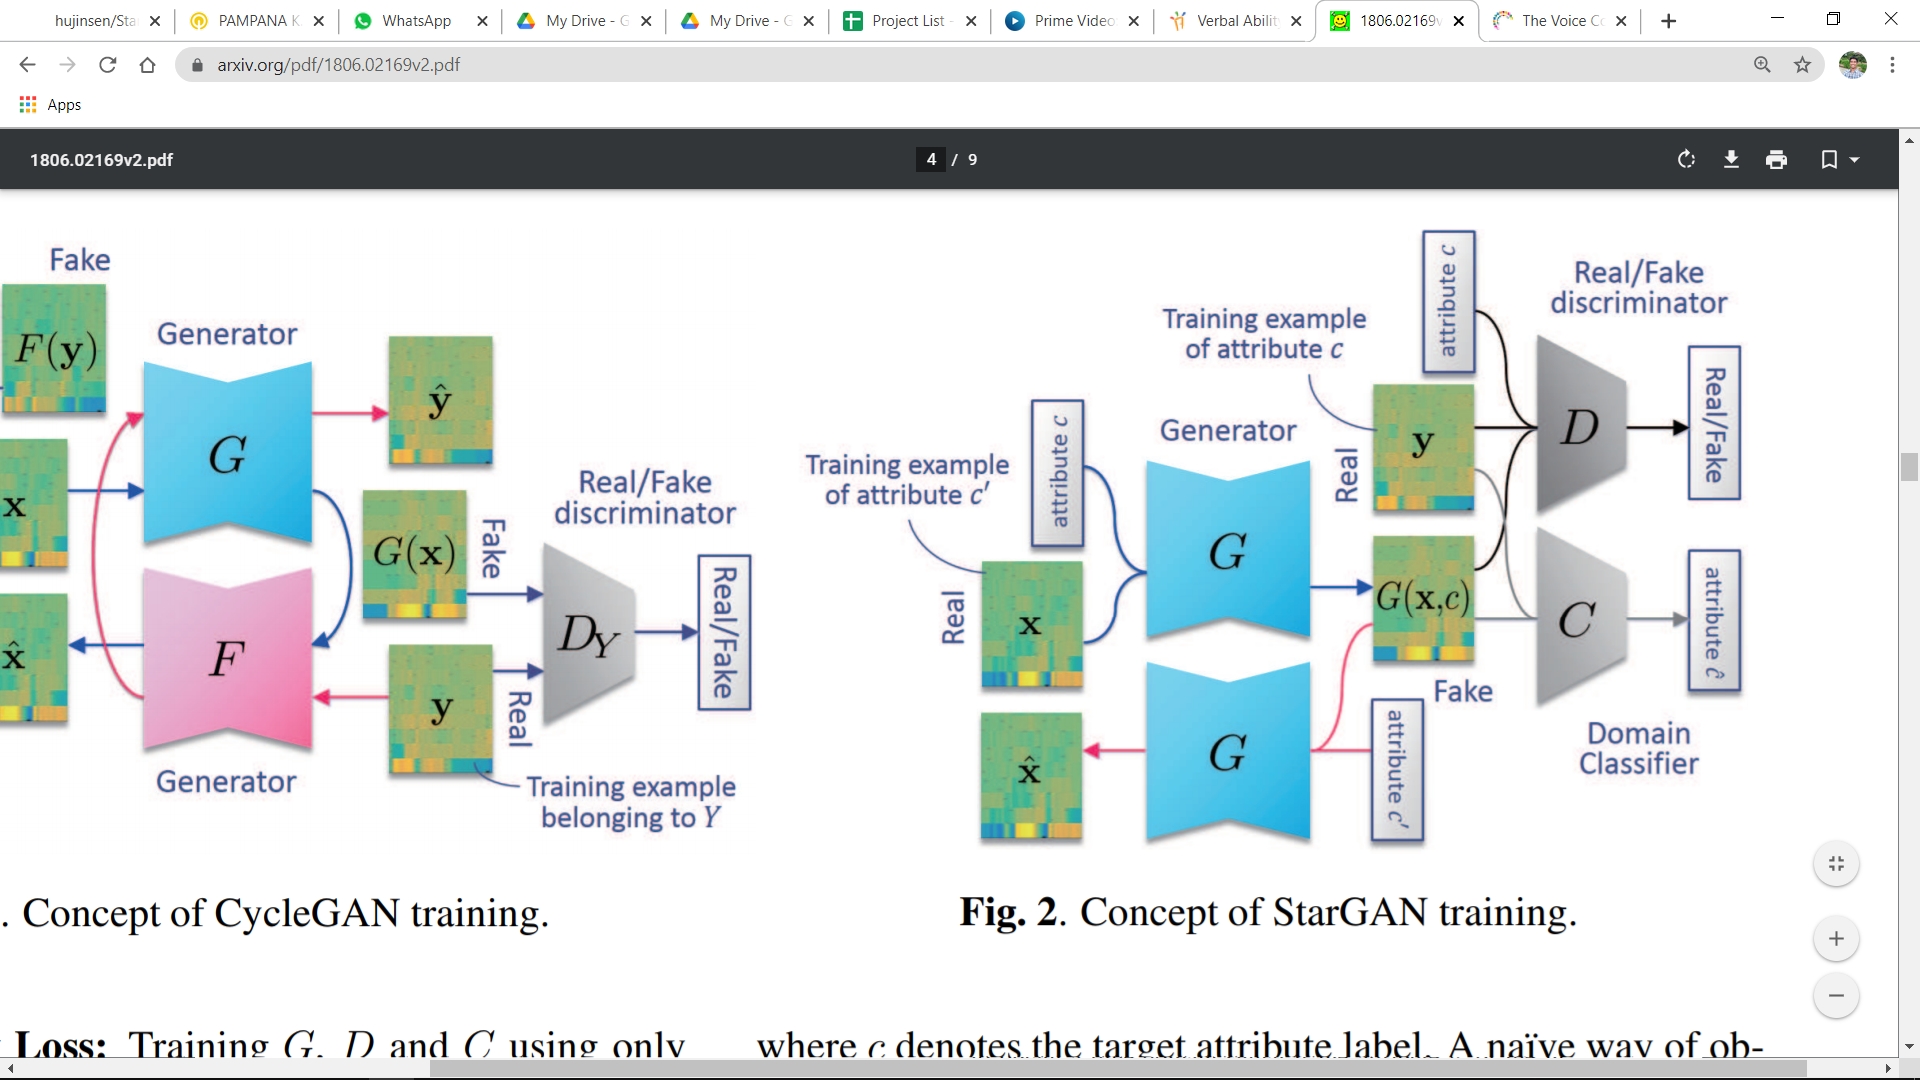 hujinsen/Sta
PAMPANA K
WhatsApp
My Drive - G
My Drive - G
Project List -
Prime Video
Verbal Abilit
1806.02169v
The Voice Co
arxiv.org/pdf/1806.02169v2.pdf
Apps
1806.02169v2.pdf
4 / 9
Fake
F(y)
Generator
G
ŷ
x
G(x)
Fake
Real/Fake
discriminator
D_Y
Real/Fake
x̂
F
y
Real
Generator
Training example
belonging to Y
. Concept of CycleGAN training.
attribute c
Real/Fake
discriminator
Training example
of attribute c
D
Real/Fake
y
Real
attribute c
Generator
Training example
of attribute c′
G
G(x,c)
C
attribute ĉ
Real
x
Fake
Domain
Classifier
x̂
G
attribute c′
Fig. 2. Concept of StarGAN training.
Loss: Training G, D and C using only
where c denotes the target attribute label. A naïve way of ob-